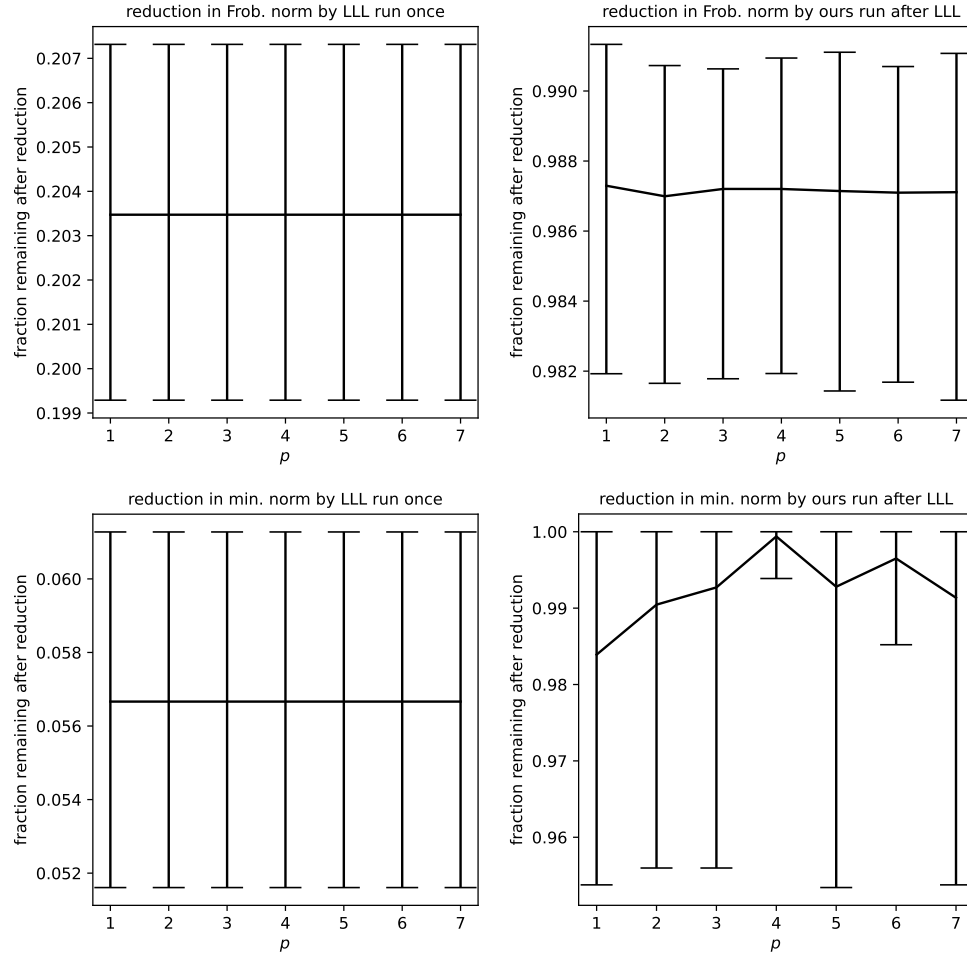 reduction in Frob. norm by LLL run once
fraction remaining after reduction
0.207
0.206
0.205
0.204
0.203
0.202
0.201
0.200
0.199
1 2 3 4 5 6 7
p
reduction in Frob. norm by ours run after LLL
fraction remaining after reduction
0.990
0.988
0.986
0.984
0.982
1 2 3 4 5 6 7
p
reduction in min. norm by LLL run once
fraction remaining after reduction
0.060
0.058
0.056
0.054
0.052
1 2 3 4 5 6 7
p
reduction in min. norm by ours run after LLL
fraction remaining after reduction
1.00
0.99
0.98
0.97
0.96
1 2 3 4 5 6 7
p